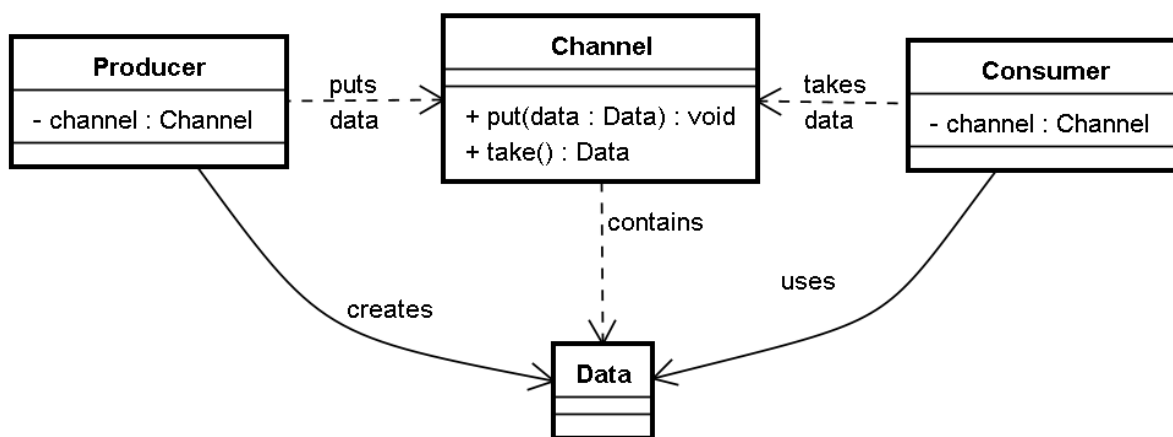 Producer
- channel : Channel
puts
data
Channel
+ put(data : Data) : void
+ take() : Data
takes
data
Consumer
- channel : Channel
contains
creates
uses
Data